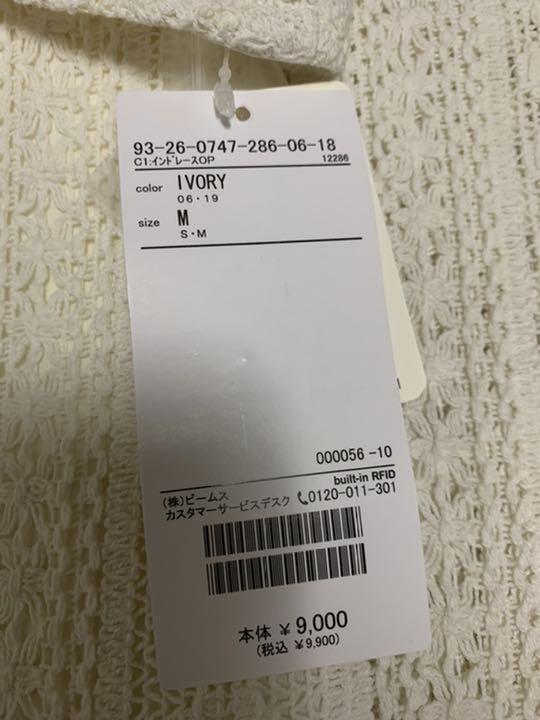 93-26-0747-286-06-18
C1:インドレースOP 12286
color IVORY
06・19
size M
S・M
000056 -10
built-in RFID
(株)ビームス
カスタマーサービスデスク 0120-011-301
本体 ¥ 9,000
(税込 ¥9,900)